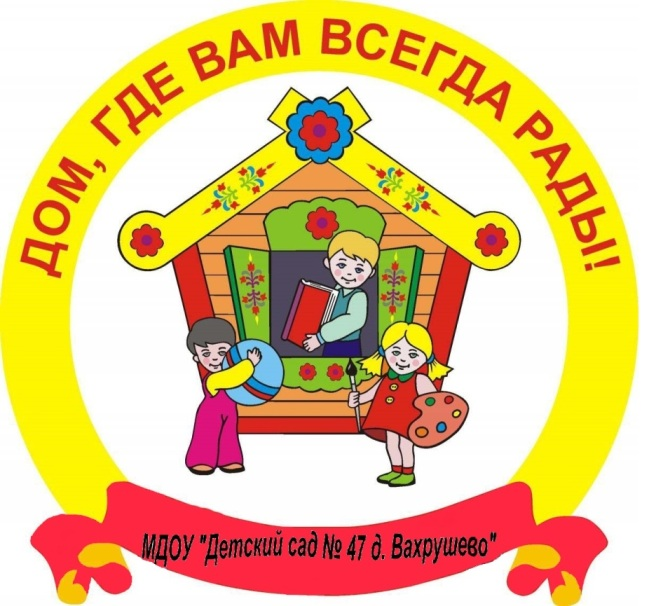 ДОМ, ГДЕ ВАМ ВСЕГДА РАДЫ!
МДОУ "Детский сад № 47 д. Вахрушево"